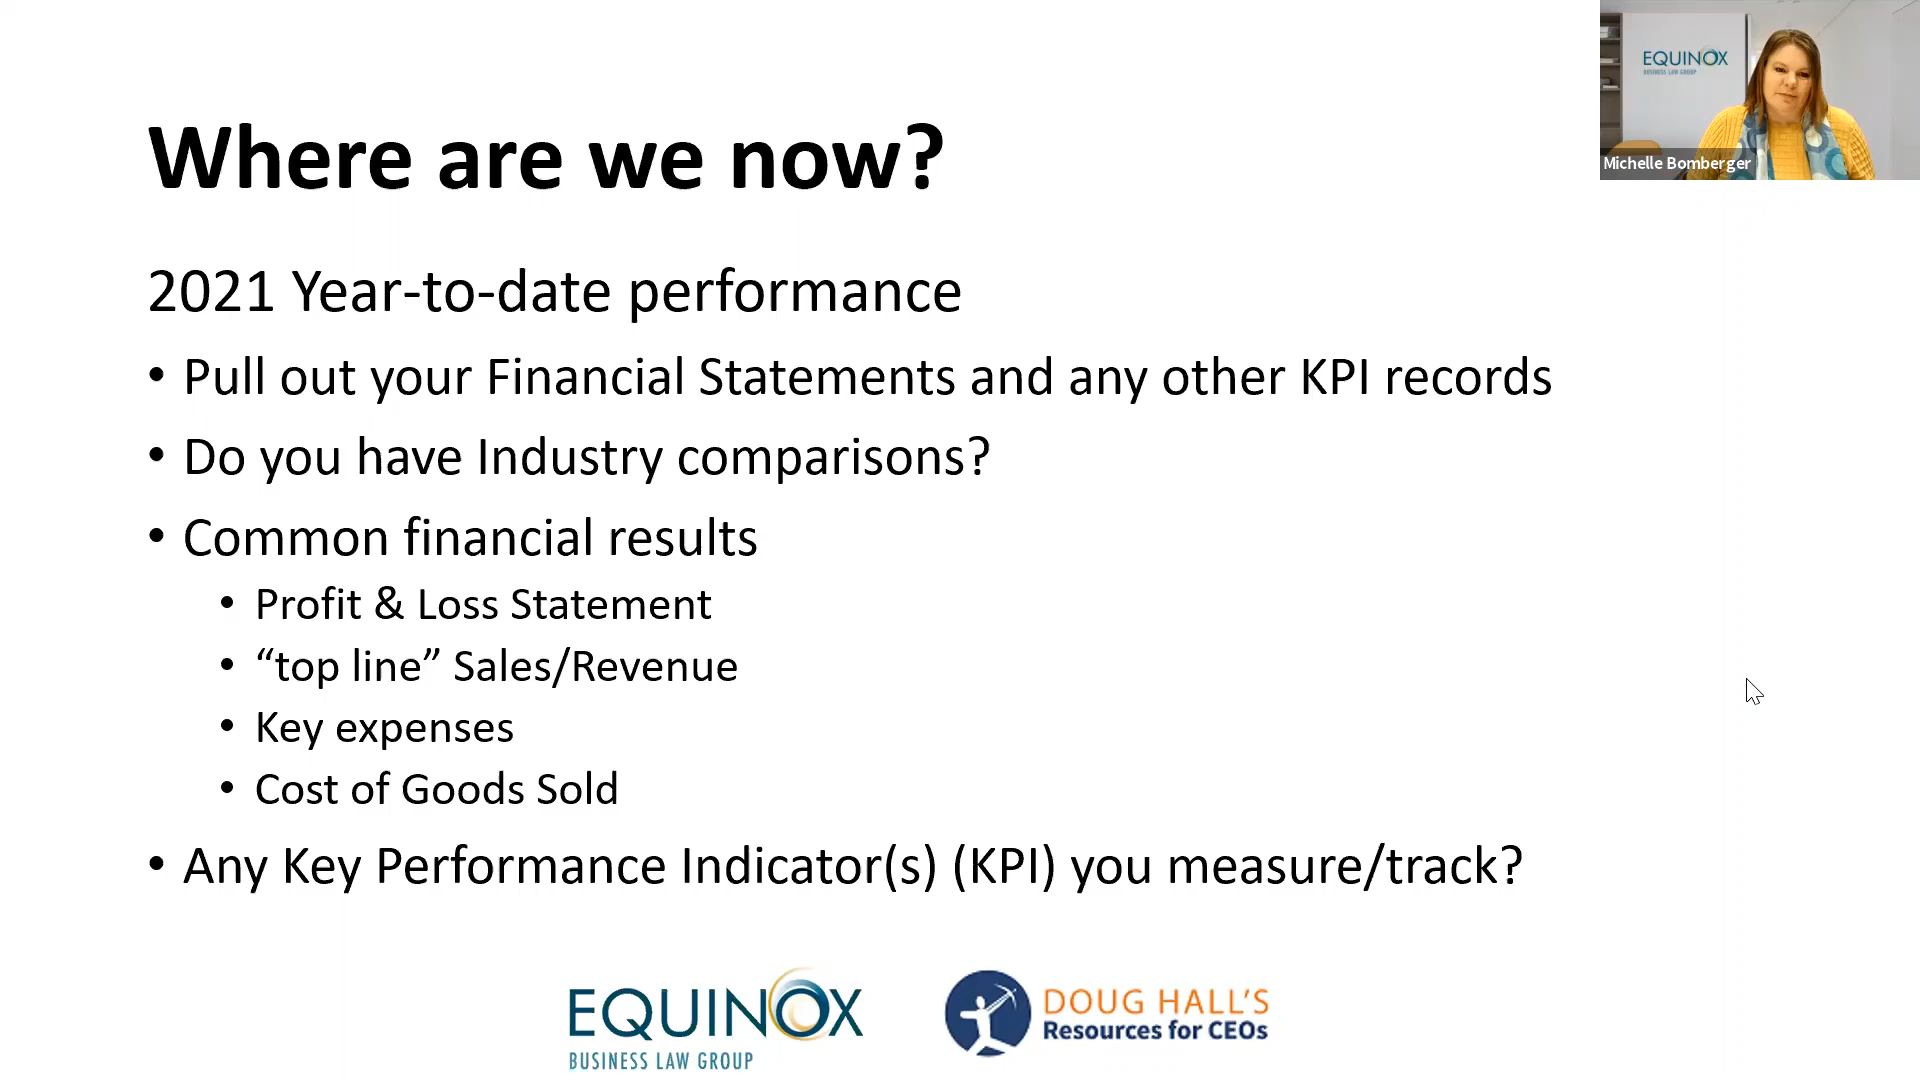 EQUINOX
BUSINESS LAW GROUP
Michelle Bomberger
Where are we now?
2021 Year-to-date performance
• Pull out your Financial Statements and any other KPI records
• Do you have Industry comparisons?
• Common financial results
• Profit & Loss Statement
• “top line” Sales/Revenue
• Key expenses
• Cost of Goods Sold
• Any Key Performance Indicator(s) (KPI) you measure/track?
EQUINOX
BUSINESS LAW GROUP
DOUG HALL'S
Resources for CEOs